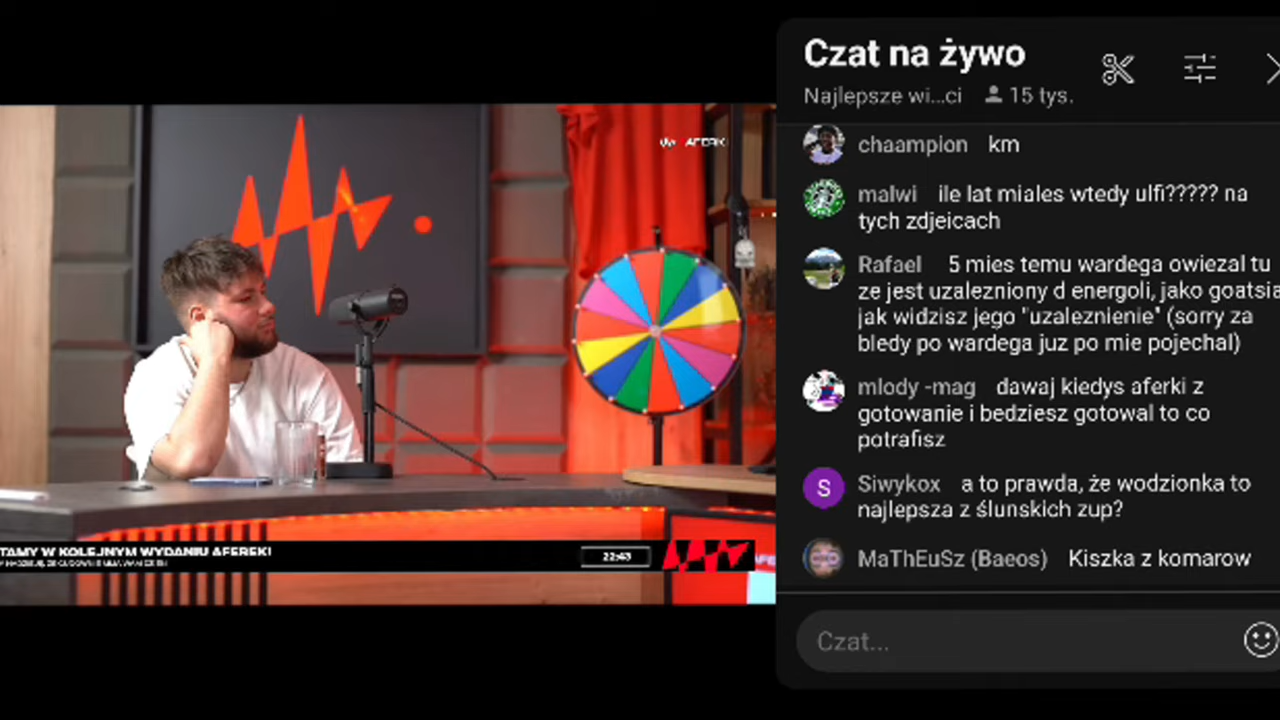 AFERKI
TAMY W KOLEJNYM WYDANIU AFEREK!
22:43
Czat na żywo
Najlepsze wi...ci 15 tys.
chaampion km
malwi ile lat miales wtedy ulfi????? na
tych zdjeicach
Rafael 5 mies temu wardega owiezal tu
ze jest uzalezniony d energoli, jako goatsia
jak widzisz jego "uzaleznienie" (sorry za
bledy po wardega juz po mie pojechal)
mlody -mag dawaj kiedys aferki z
gotowanie i bedziesz gotowal to co
potrafisz
S Siwykox a to prawda, że wodzionka to
najlepsza z ślunskich zup?
MaThEuSz (Baeos) Kiszka z komarow
Czat...